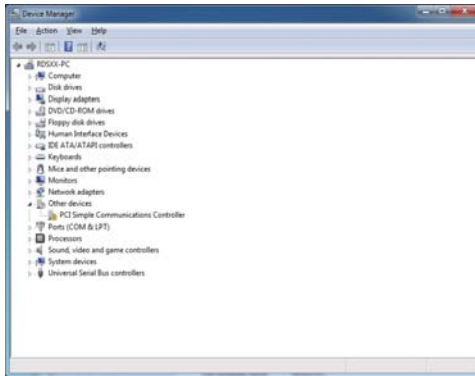 Device Manager
File Action View Help
RDSXX-PC
Computer
Disk drives
Display adapters
DVD/CD-ROM drives
Floppy disk drives
Human Interface Devices
IDE ATA/ATAPI controllers
Keyboards
Mice and other pointing devices
Monitors
Network adapters
Other devices
PCI Simple Communications Controller
Ports (COM & LPT)
Processors
Sound, video and game controllers
System devices
Universal Serial Bus controllers